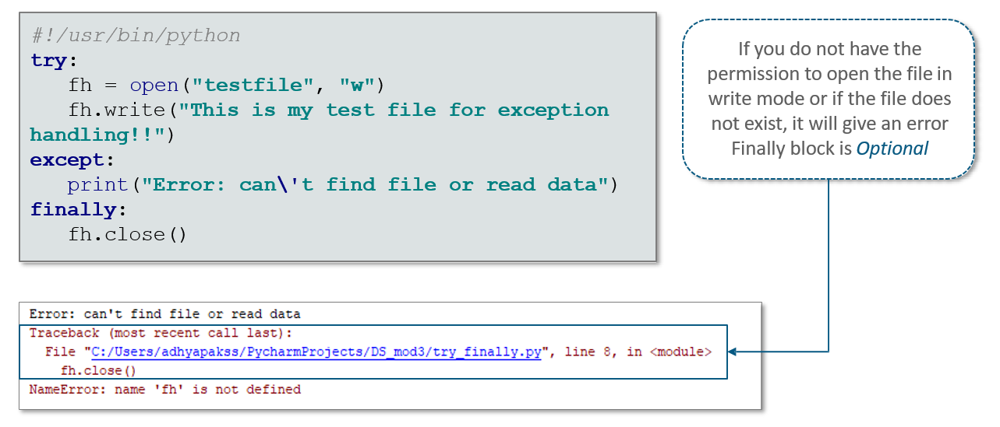 #!/usr/bin/python
try:
   fh = open("testfile", "w")
   fh.write("This is my test file for exception
handling!!")
except:
   print("Error: can\'t find file or read data")
finally:
   fh.close()
If you do not have the
permission to open the file in
write mode or if the file does
not exist, it will give an error
Finally block is Optional
Error: can't find file or read data
Traceback (most recent call last):
  File "C:/Users/adhyapakss/PycharmProjects/DS_mod3/try_finally.py", line 8, in <module>
    fh.close()
NameError: name 'fh' is not defined